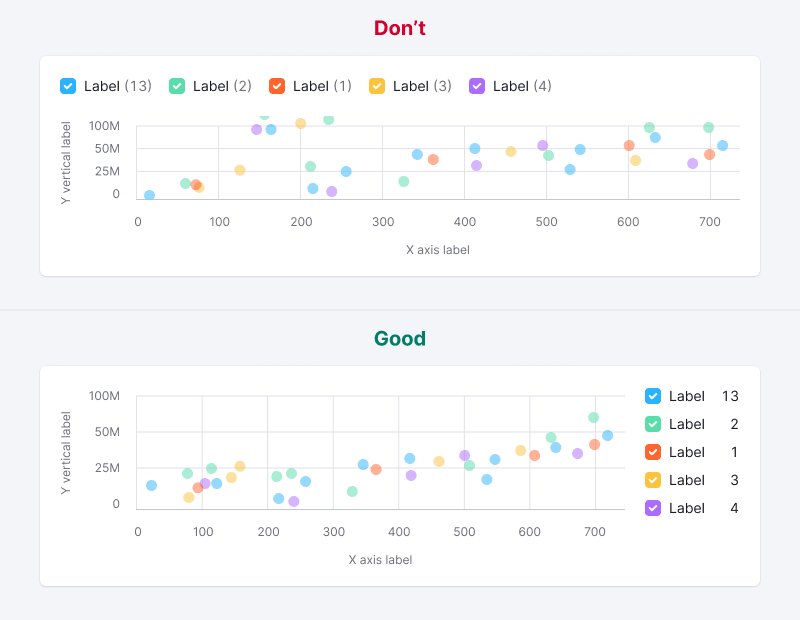 Don’t
Label (13) Label (2) Label (1) Label (3) Label (4)
Y vertical label
100M
50M
25M
0
0 100 200 300 400 500 600 700
X axis label
Good
Y vertical label
100M
50M
25M
0
0 100 200 300 400 500 600 700
X axis label
Label 13
Label 2
Label 1
Label 3
Label 4